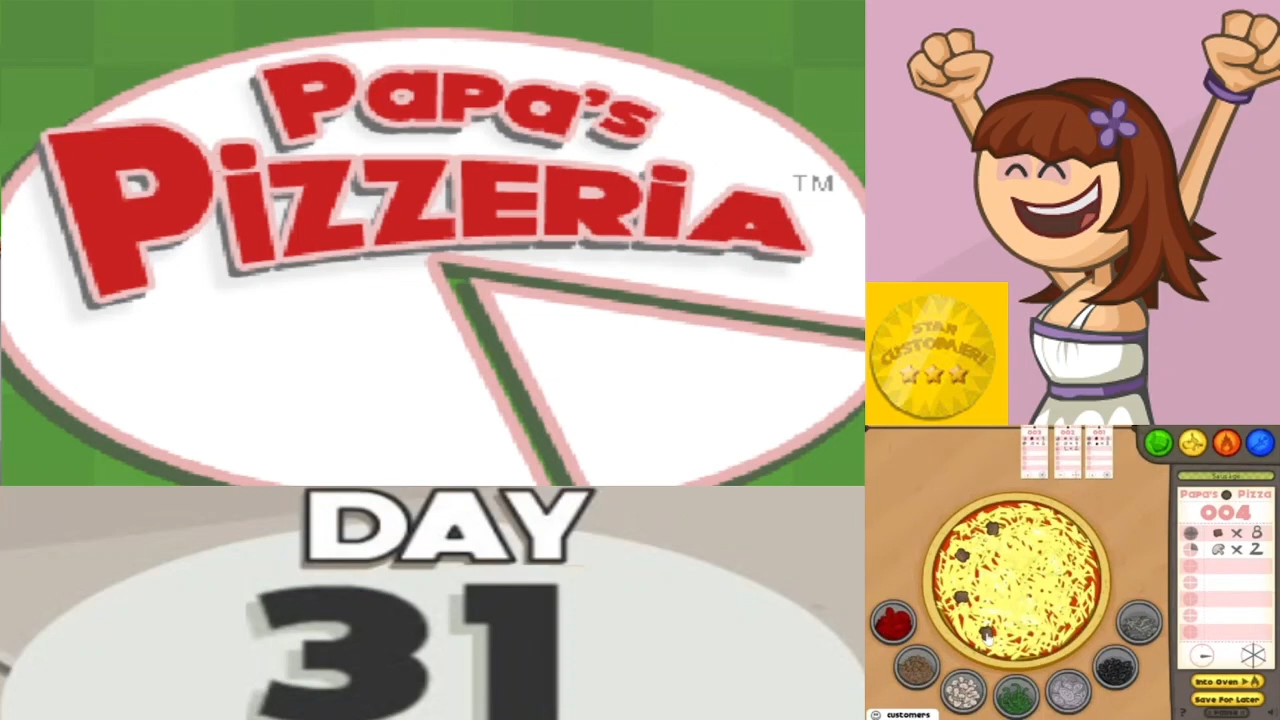 Papa's
Pizzeria
TM
DAY
31
STAR
CUSTOMER!
Papa's Pizza
004
x 8
x 2
Into Oven
Save For Later
?
customers